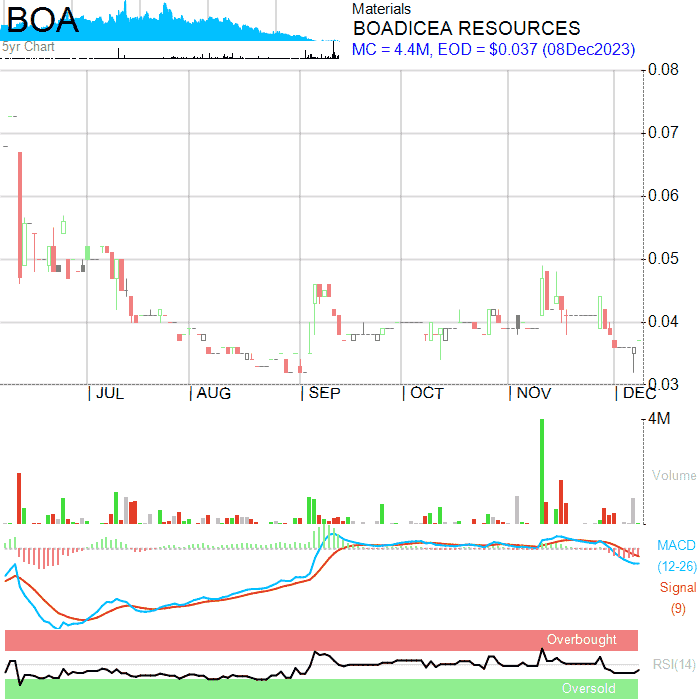 BOA
5yr Chart
Materials
BOADICEA RESOURCES
MC = 4.4M, EOD = $0.037 (08Dec2023)
0.08
0.07
0.06
0.05
0.04
0.03
JUL
AUG
SEP
OCT
NOV
DEC
4M
Volume
MACD
(12-26)
Signal
(9)
Overbought
RSI(14)
Oversold